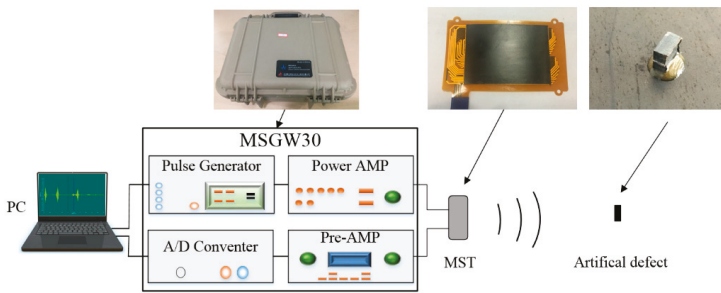 MSGW30
Pulse Generator
Power AMP
PC
A/D Conventer
Pre-AMP
MST
Artifical defect